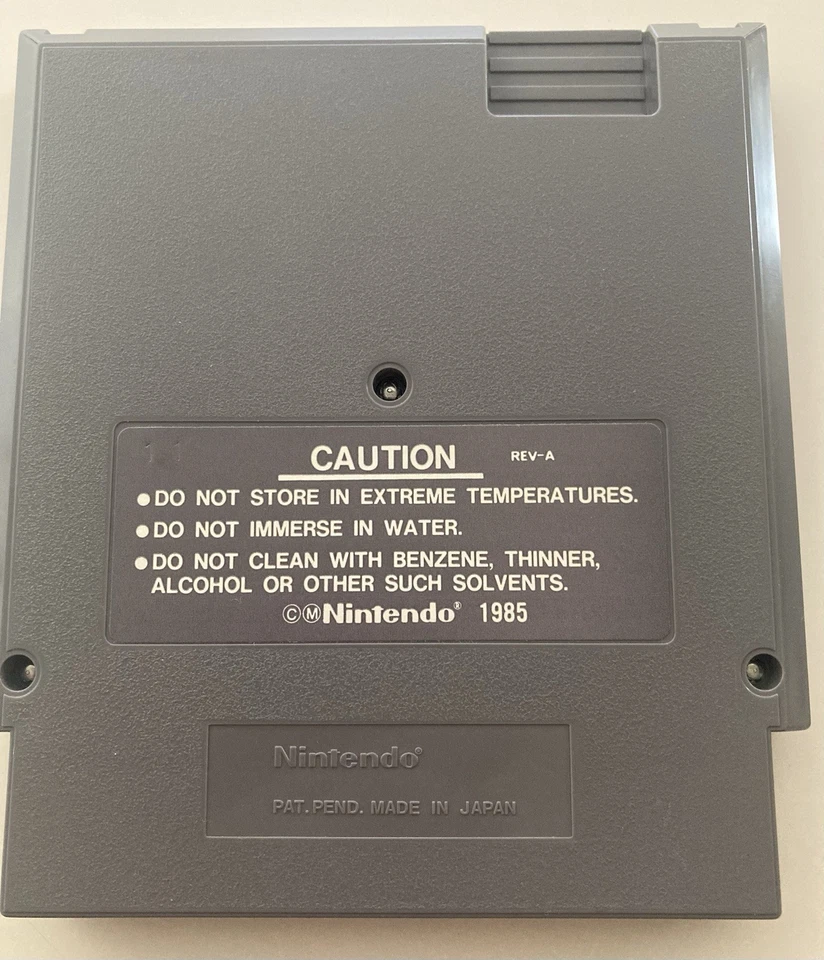 CAUTION REV-A
●DO NOT STORE IN EXTREME TEMPERATURES.
●DO NOT IMMERSE IN WATER.
●DO NOT CLEAN WITH BENZENE, THINNER,
ALCOHOL OR OTHER SUCH SOLVENTS.
ⒸⓂNintendo® 1985
Nintendo®
PAT.PEND. MADE IN JAPAN